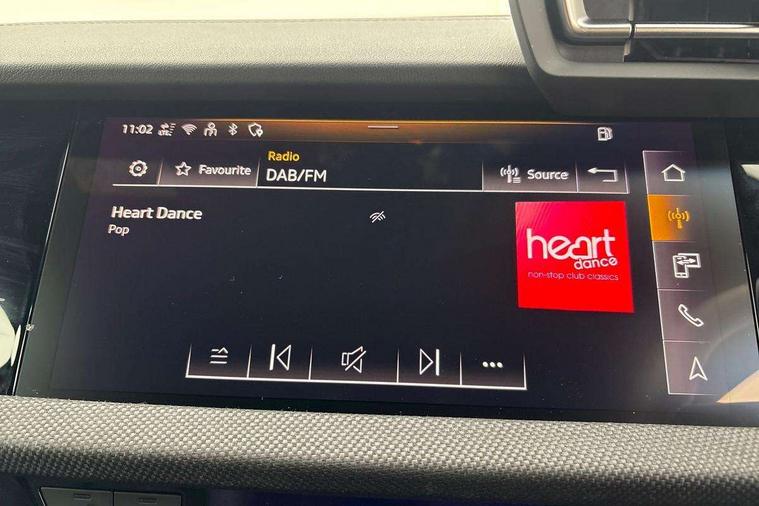 11:02
Radio
Favourite
DAB/FM
Source
Heart Dance
Pop
heart
dance
non-stop club classics